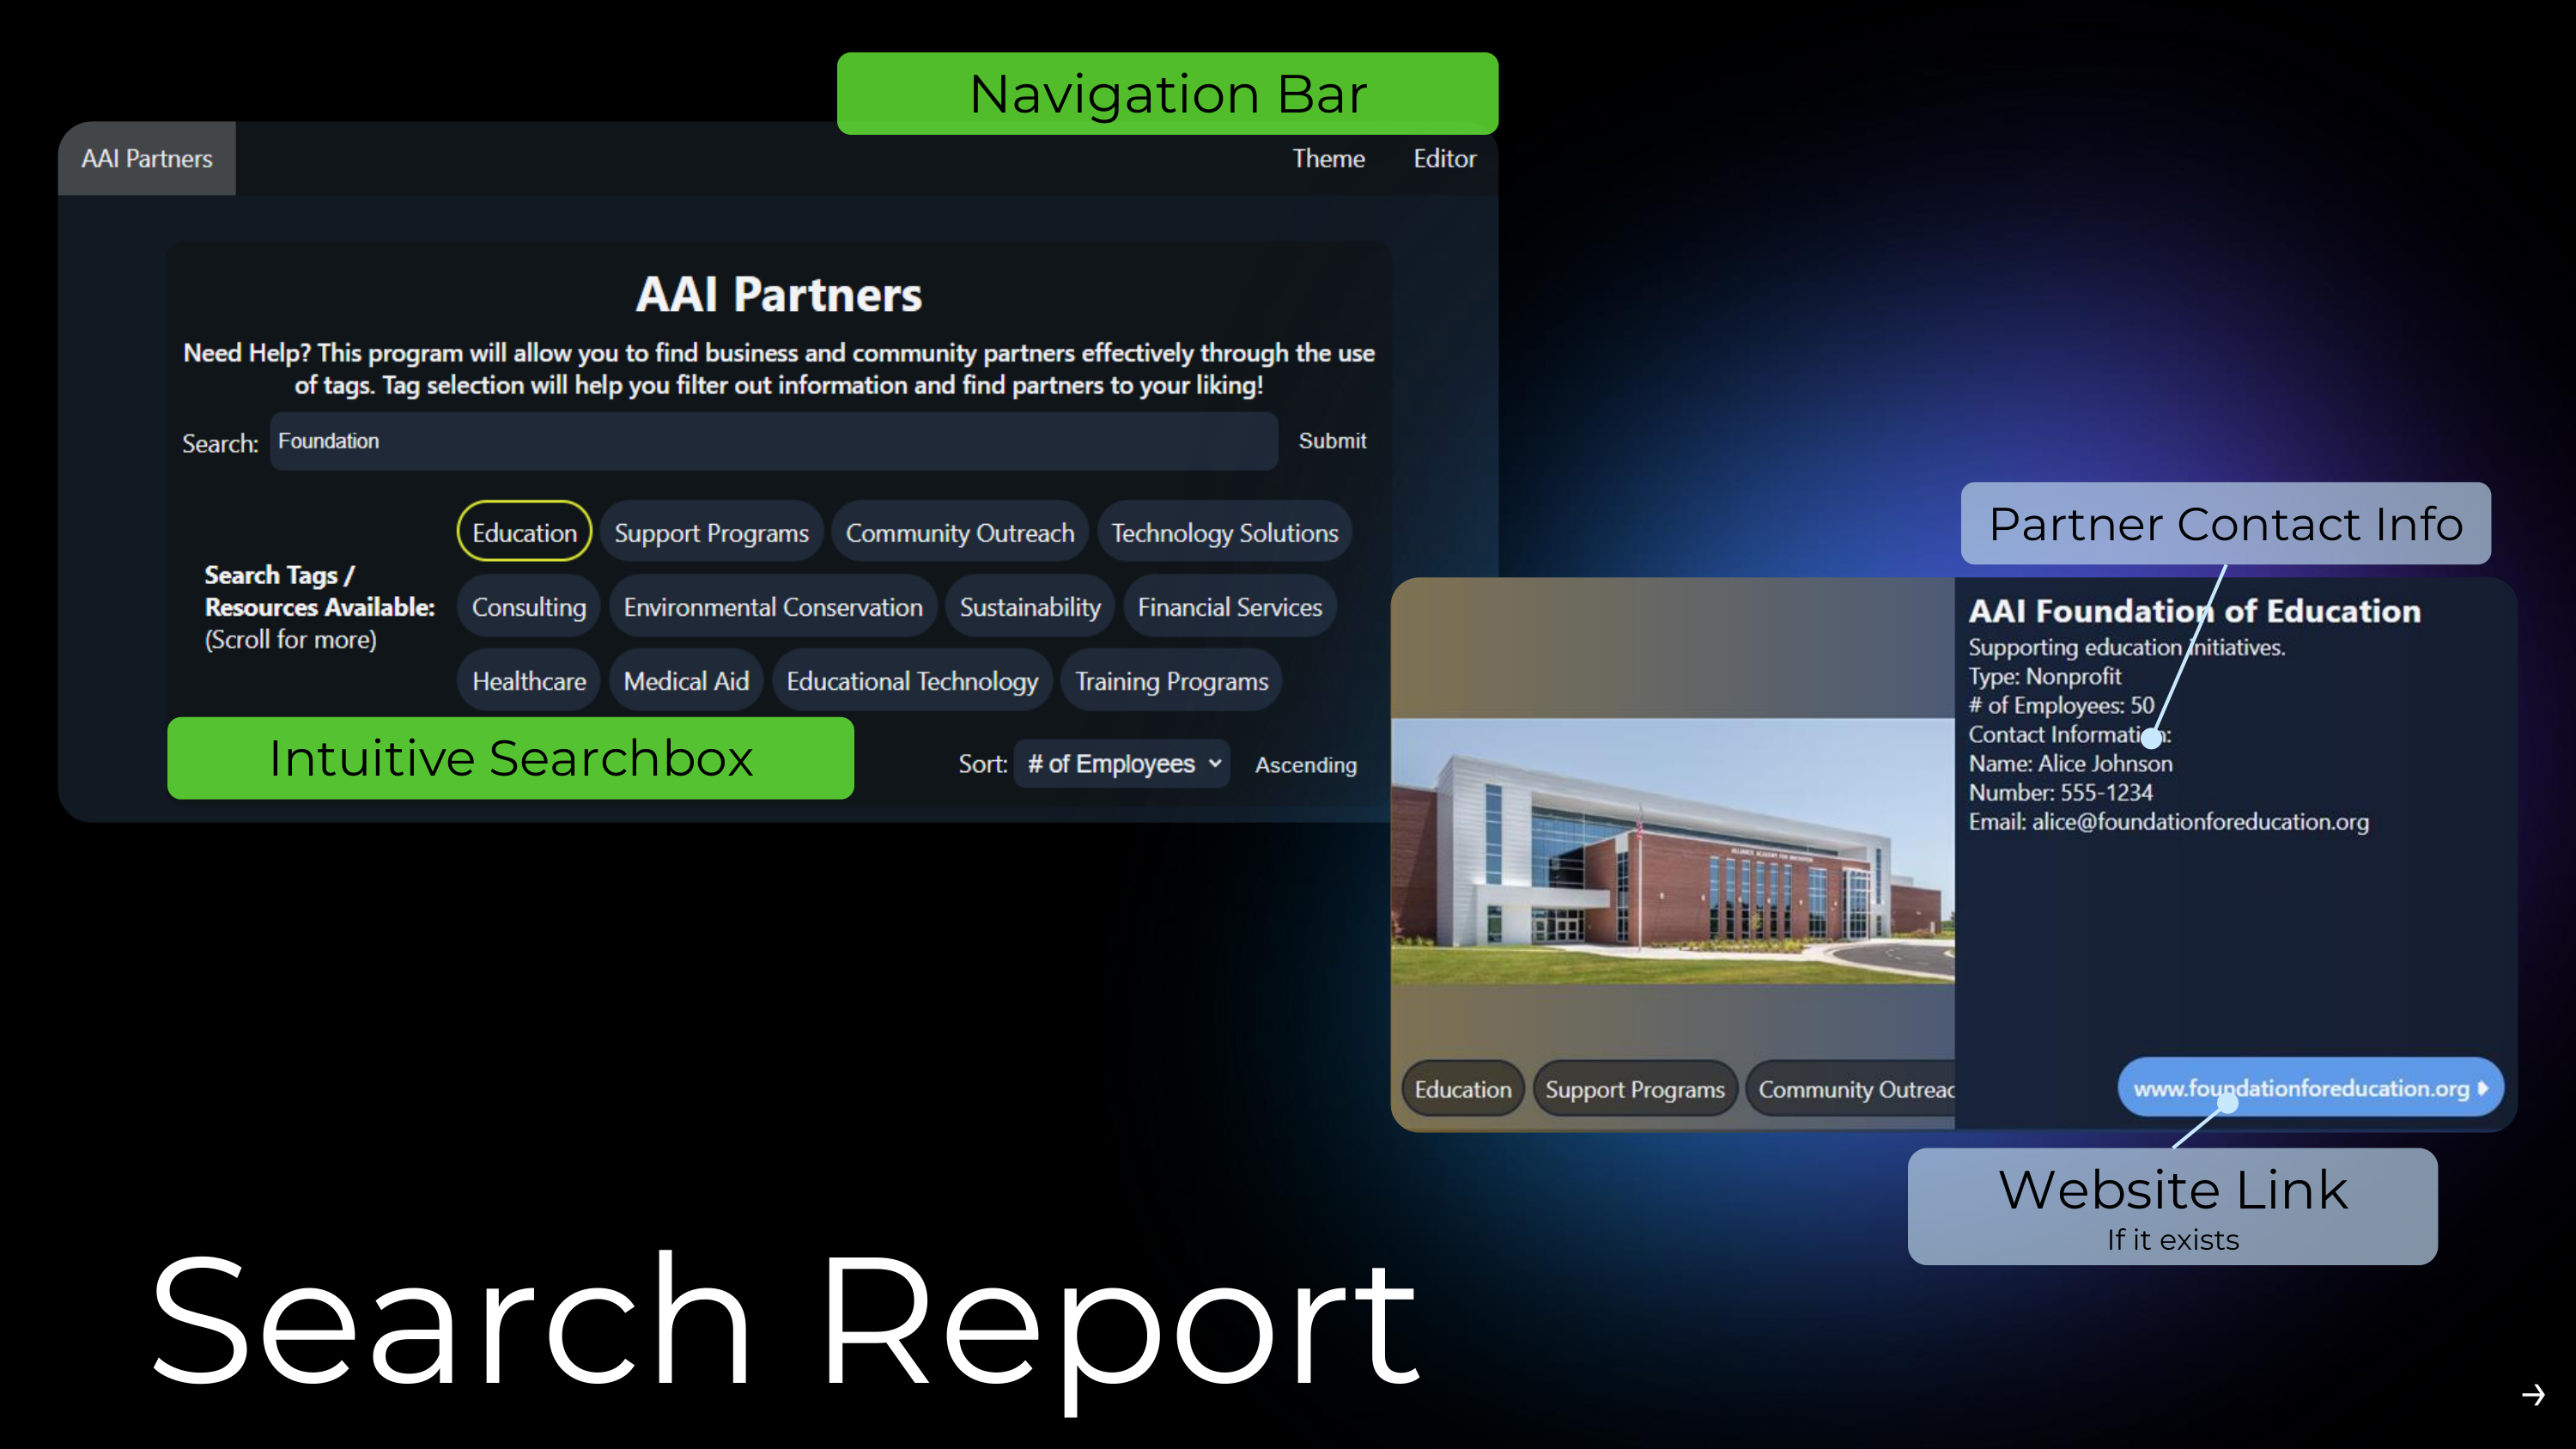 Navigation Bar
AAI Partners
Theme
Editor
AAI Partners
Need Help? This program will allow you to find business and community partners effectively through the use
of tags. Tag selection will help you filter out information and find partners to your liking!
Search:
Foundation
Submit
Search Tags /
Resources Available:
(Scroll for more)
Education
Support Programs
Community Outreach
Technology Solutions
Consulting
Environmental Conservation
Sustainability
Financial Services
Healthcare
Medical Aid
Educational Technology
Training Programs
Intuitive Searchbox
Sort:
# of Employees
Ascending
Partner Contact Info
AAI Foundation of Education
Supporting education initiatives.
Type: Nonprofit
# of Employees: 50
Contact Information:
Name: Alice Johnson
Number: 555-1234
Email: alice@foundationforeducation.org
ALLIANCE ACADEMY FOR INNOVATION
Education
Support Programs
Community Outreac
www.foundationforeducation.org
Website Link
If it exists
Search Report